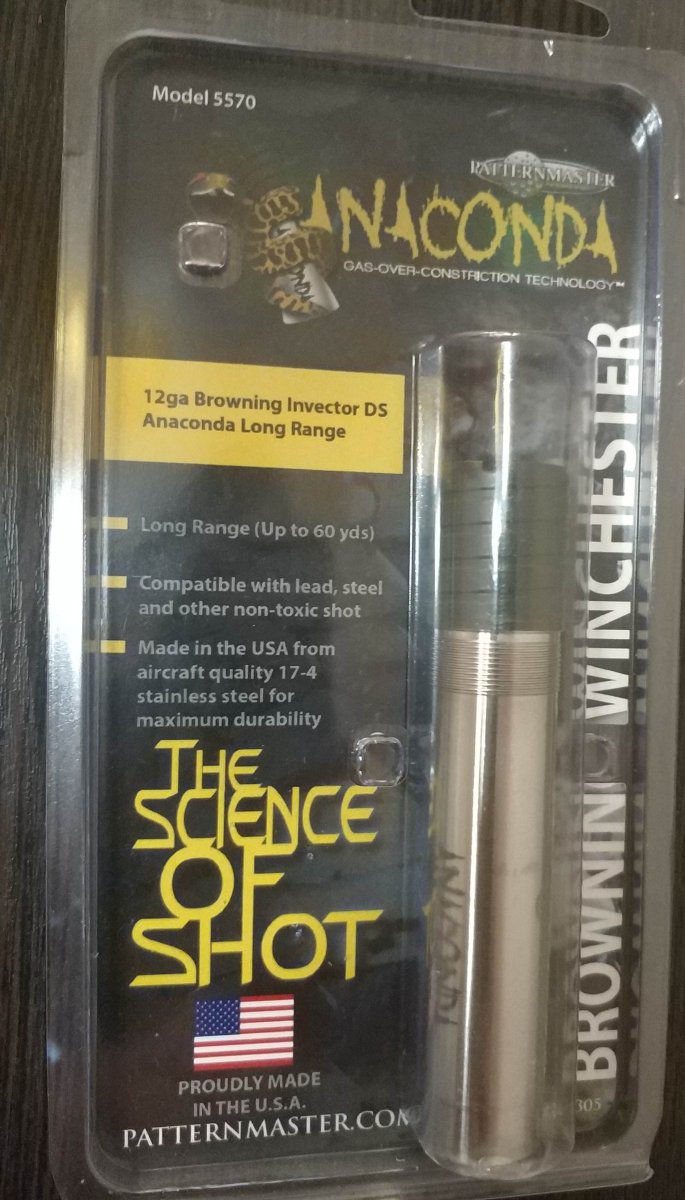 Model 5570
PATTERNMASTER
ANACONDA
GAS-OVER-CONSTRICTION TECHNOLOGY™
12ga Browning Invector DS
Anaconda Long Range
Long Range (Up to 60 yds)
Compatible with lead, steel
and other non-toxic shot
Made in the USA from
aircraft quality 17-4
stainless steel for
maximum durability
THE
SCIENCE
OF
SHOT
PROUDLY MADE
IN THE U.S.A.
PATTERNMASTER.COM
WINCHESTER
BROWNIN
ANACONDA
305